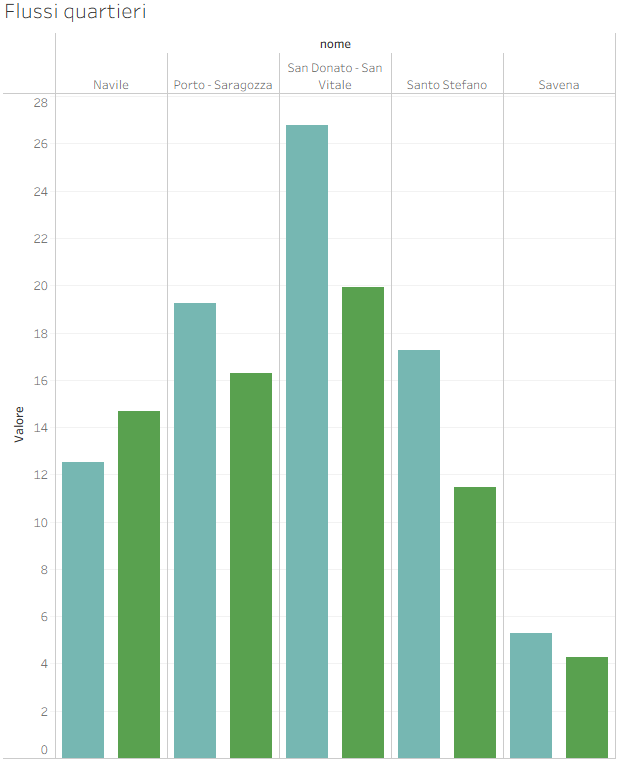 Flussi quartieri
nome
Navile
Porto - Saragozza
San Donato - San
Vitale
Santo Stefano
Savena
28
26
24
22
20
18
16
14
12
10
8
6
4
2
0
Valore